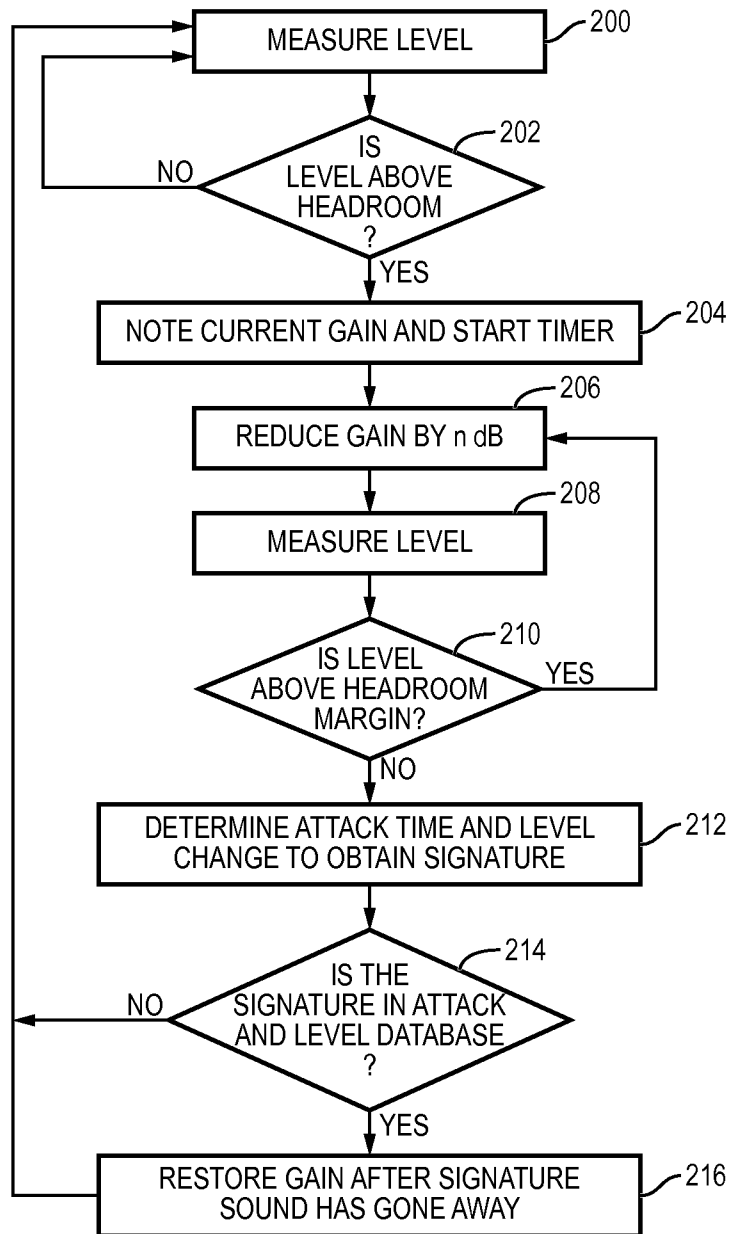 MEASURE LEVEL
200
IS
LEVEL ABOVE
HEADROOM
?
202
NO
YES
NOTE CURRENT GAIN AND START TIMER
204
206
REDUCE GAIN BY n dB
208
MEASURE LEVEL
210
IS LEVEL
ABOVE HEADROOM
MARGIN?
YES
NO
DETERMINE ATTACK TIME AND LEVEL
CHANGE TO OBTAIN SIGNATURE
212
214
IS THE
SIGNATURE IN ATTACK
AND LEVEL DATABASE
?
NO
YES
RESTORE GAIN AFTER SIGNATURE
SOUND HAS GONE AWAY
216